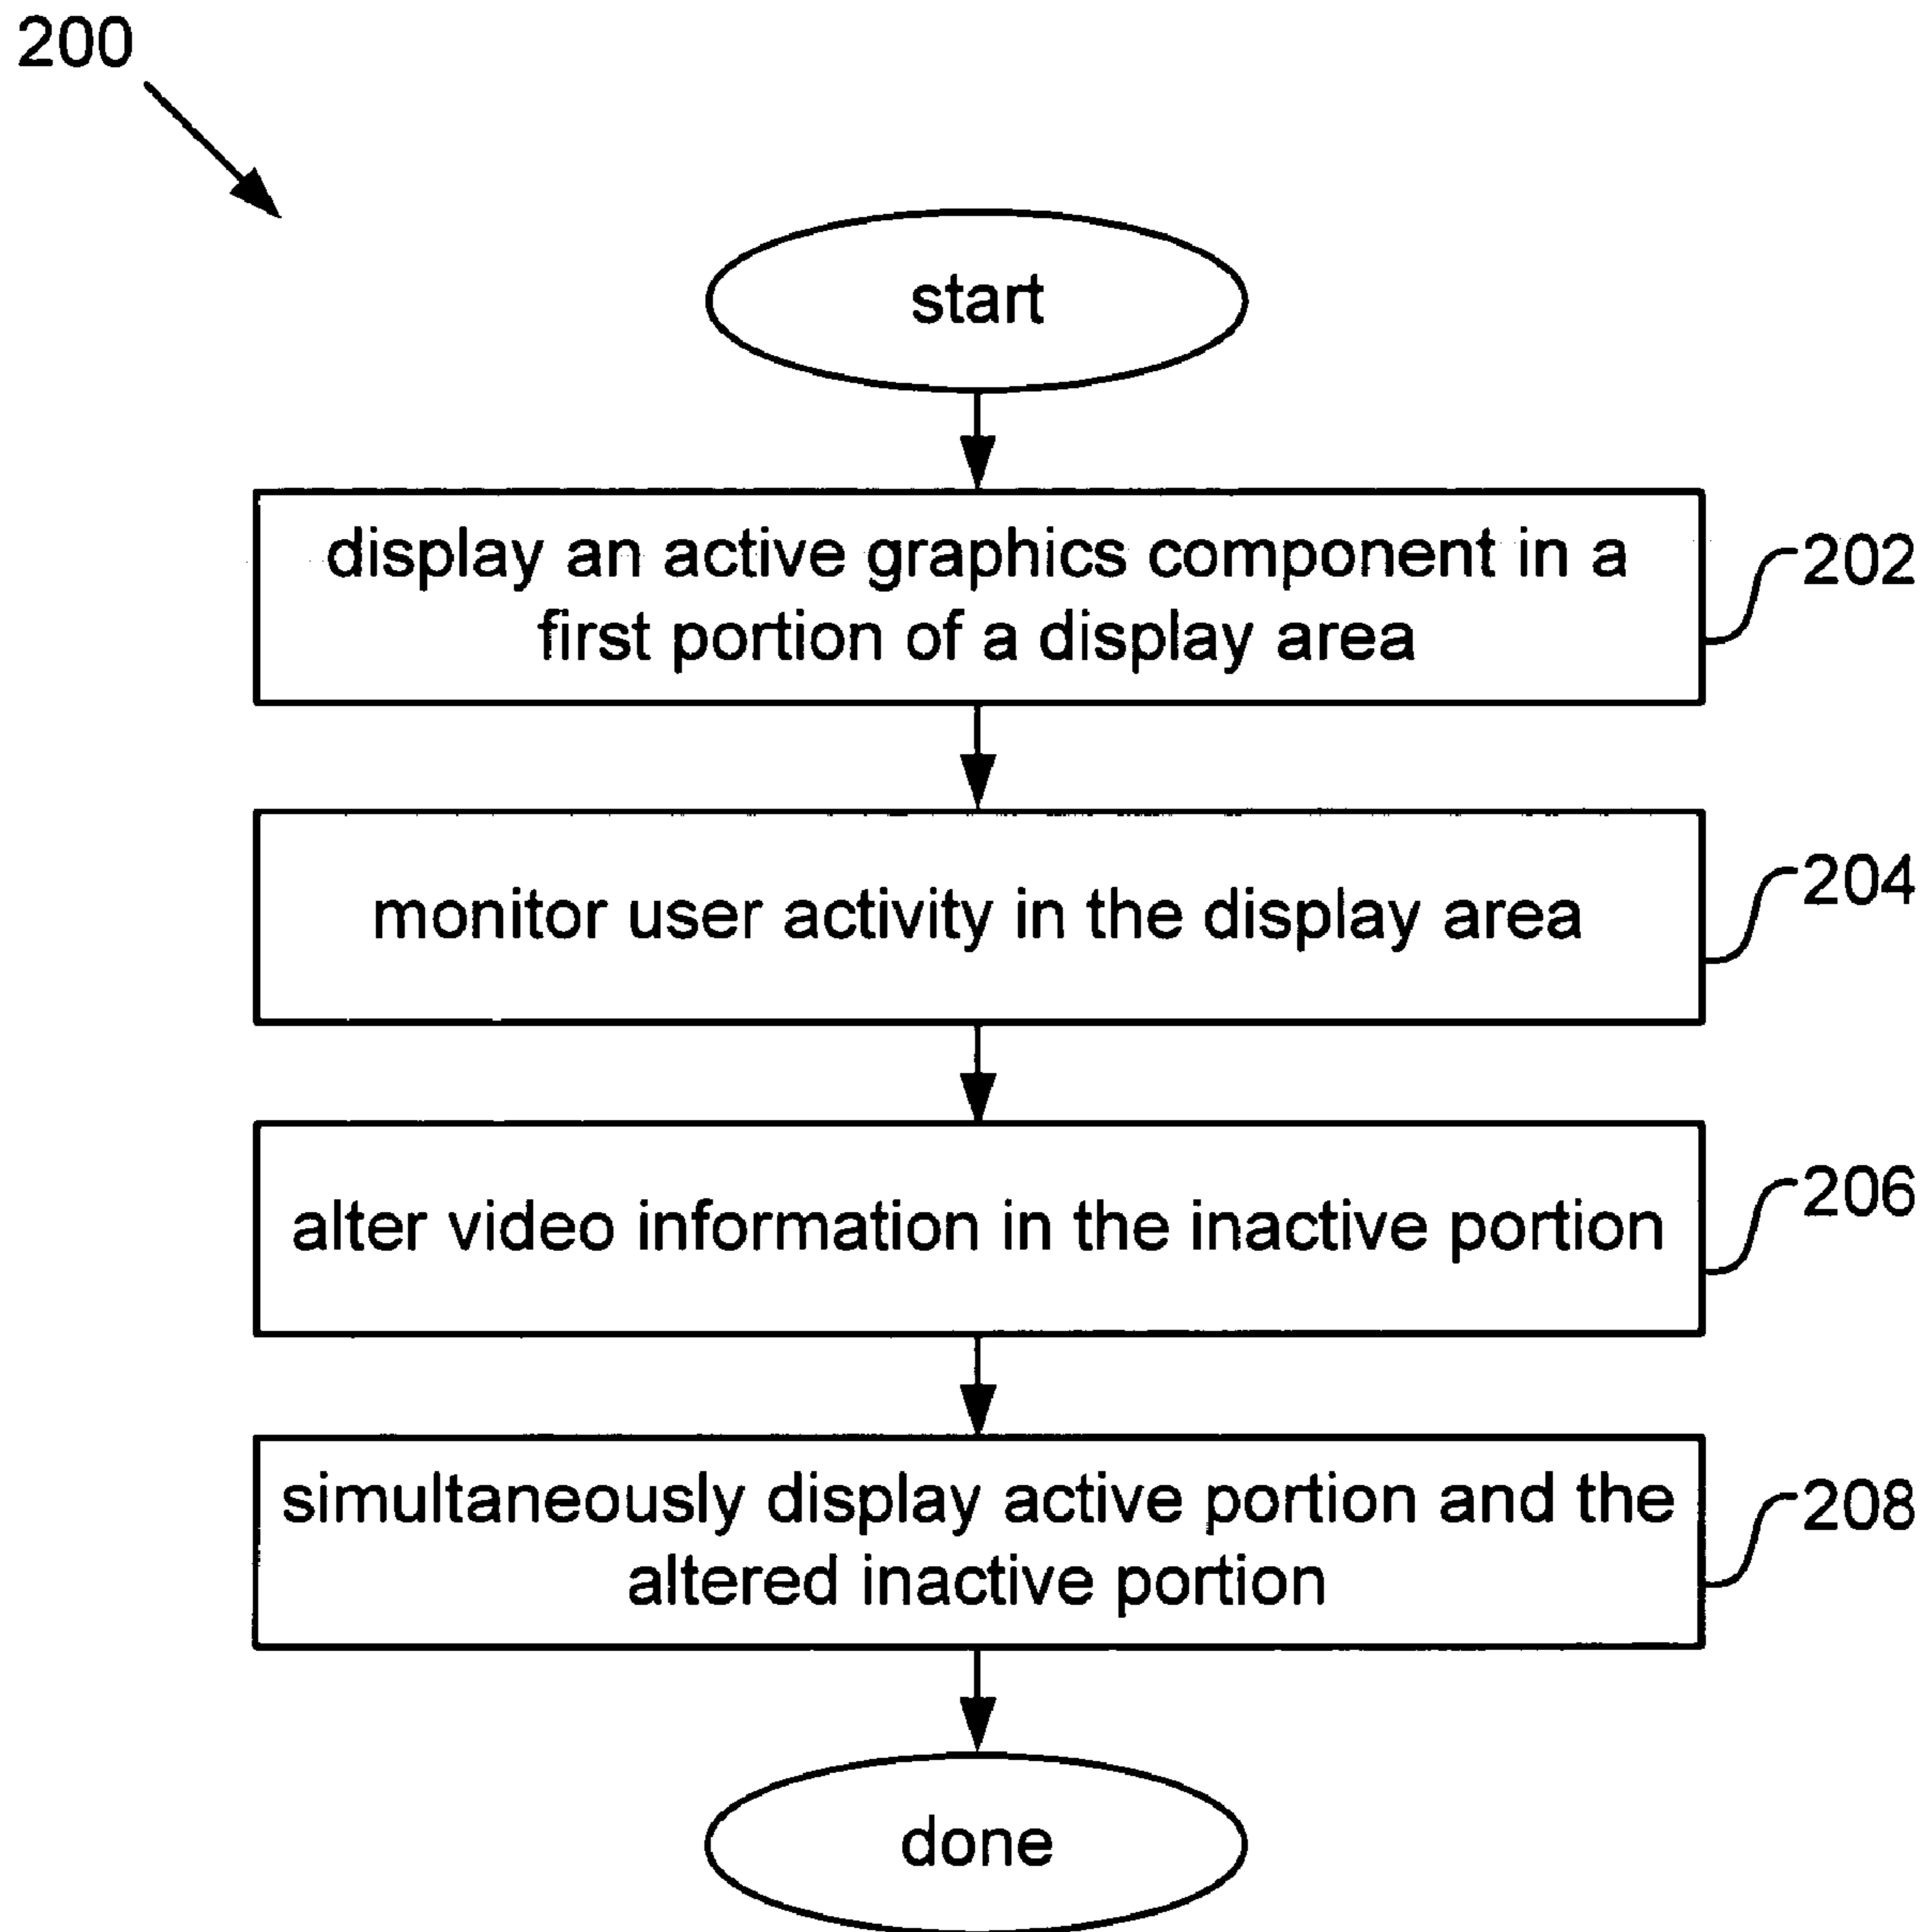 200
start
display an active graphics component in a
first portion of a display area
202
monitor user activity in the display area
204
alter video information in the inactive portion
206
simultaneously display active portion and the
altered inactive portion
208
done